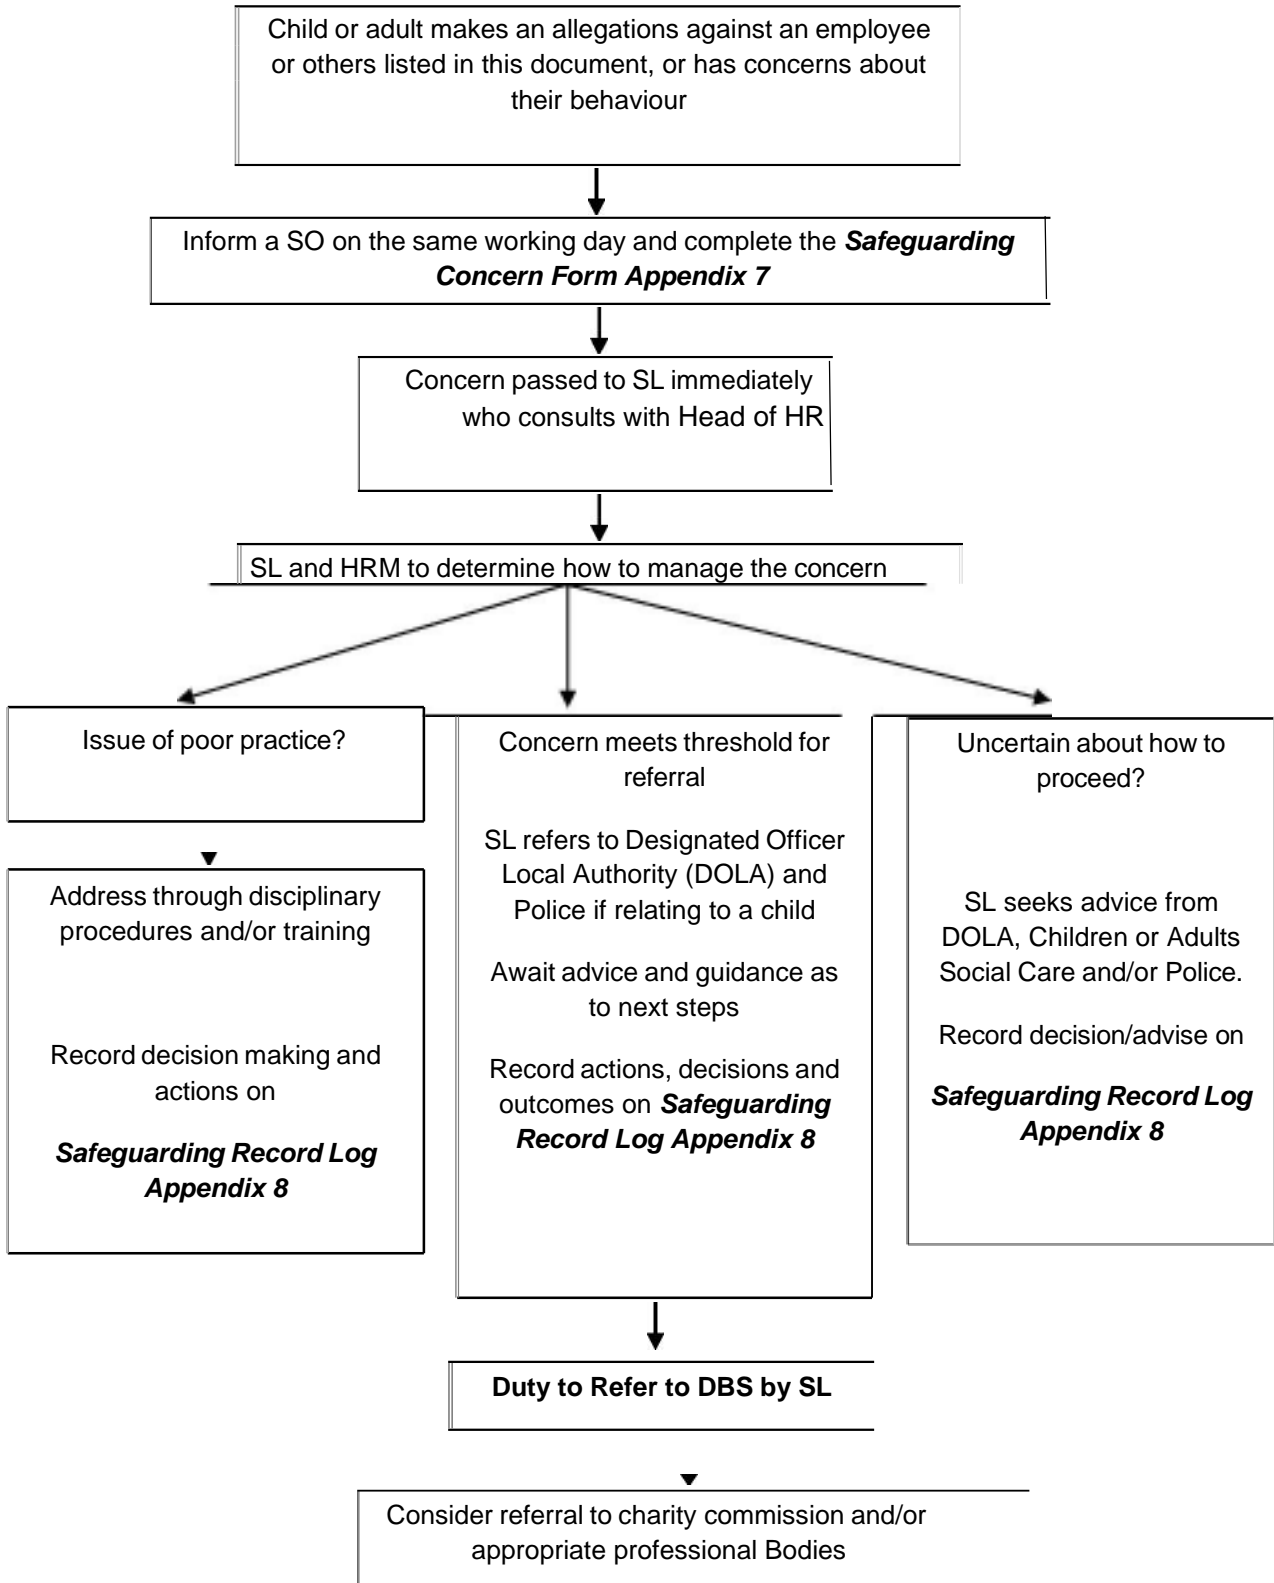 Child or adult makes an allegations against an employee
or others listed in this document, or has concerns about
their behaviour
Inform a SO on the same working day and complete the Safeguarding
Concern Form Appendix 7
Concern passed to SL immediately
who consults with Head of HR
SL and HRM to determine how to manage the concern
Issue of poor practice?
Address through disciplinary
procedures and/or training
Record decision making and
actions on
Safeguarding Record Log
Appendix 8
Concern meets threshold for
referral
SL refers to Designated Officer
Local Authority (DOLA) and
Police if relating to a child
Await advice and guidance as
to next steps
Record actions, decisions and
outcomes on Safeguarding
Record Log Appendix 8
Uncertain about how to
proceed?
SL seeks advice from
DOLA, Children or Adults
Social Care and/or Police.
Record decision/advise on
Safeguarding Record Log
Appendix 8
Duty to Refer to DBS by SL
Consider referral to charity commission and/or
appropriate professional Bodies